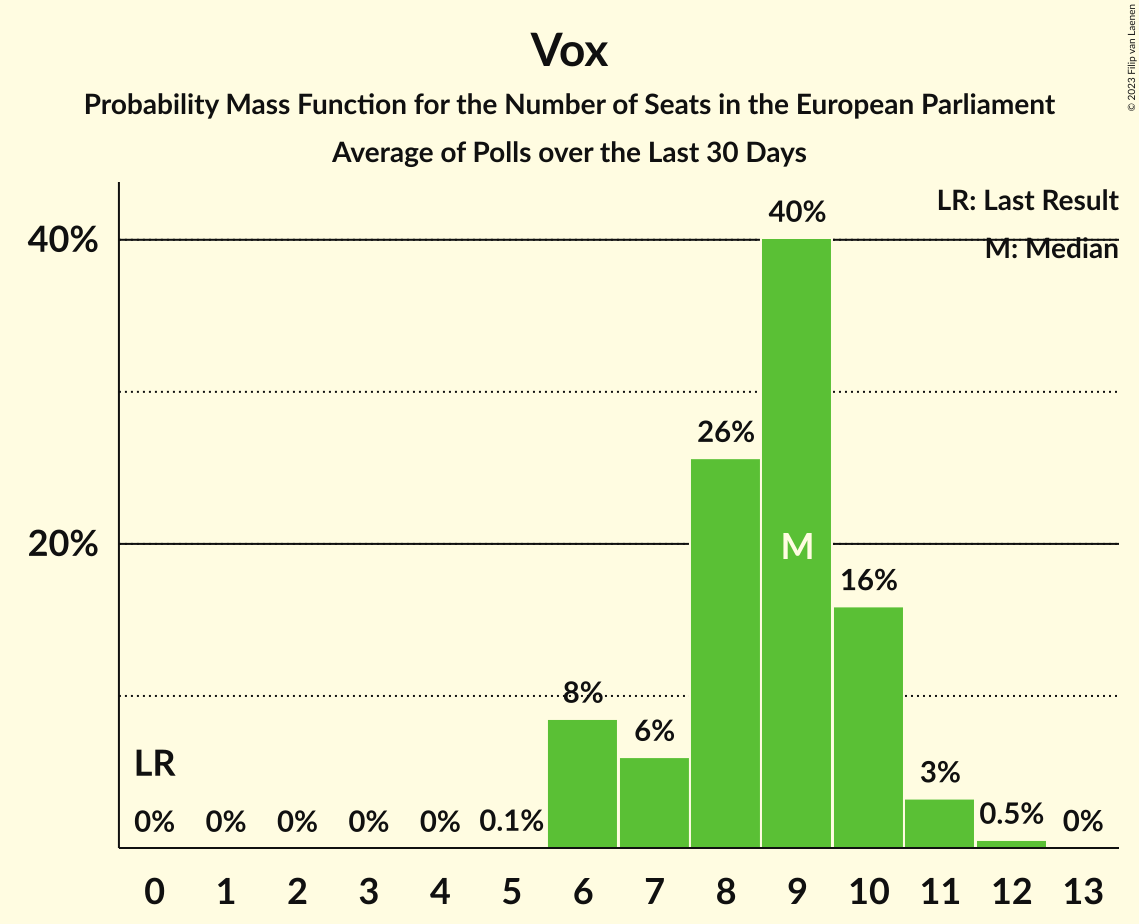 Vox
Probability Mass Function for the Number of Seats in the European Parliament
Average of Polls over the Last 30 Days
© 2023 Filip van Laenen
LR: Last Result
M: Median
40%
20%
LR
0% 0% 0% 0% 0% 0.1% 8% 6% 26% 40% 16% 3% 0.5% 0%
M
0 1 2 3 4 5 6 7 8 9 10 11 12 13